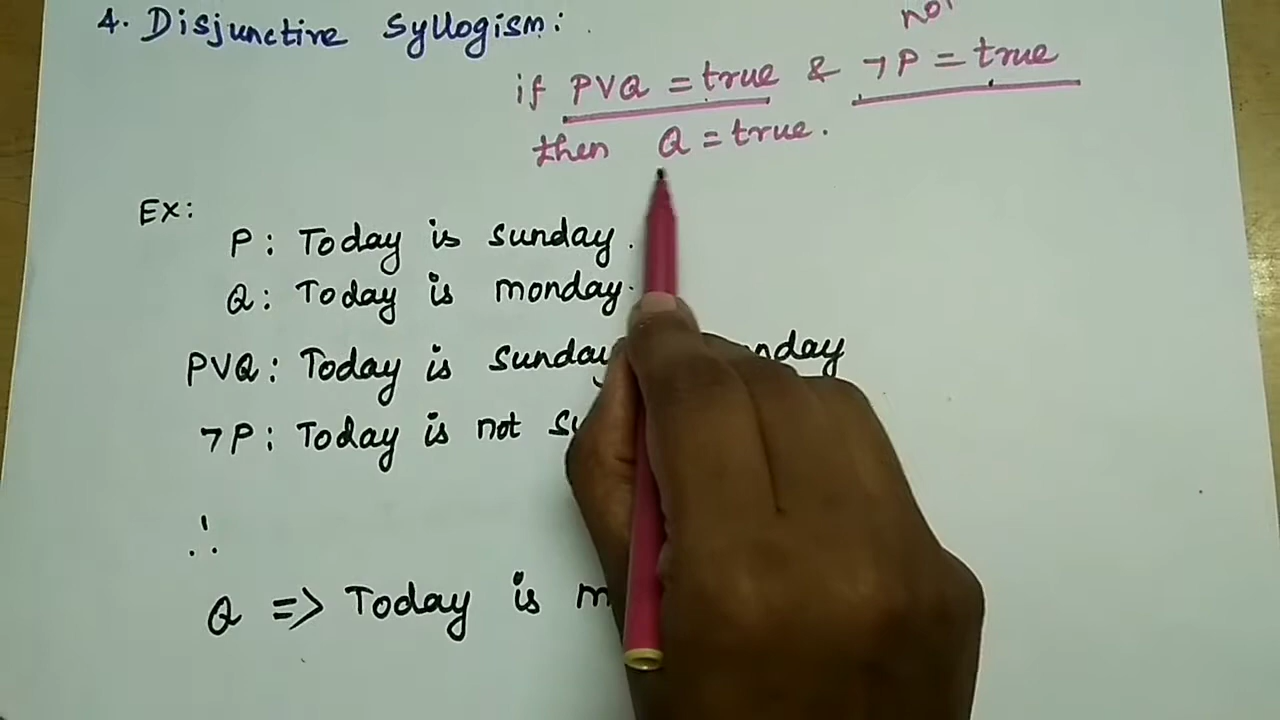 4. Disjunctive Syllogism:
if PVQ = true & ¬P = true
then Q = true.
Ex:
P: Today is sunday.
Q: Today is monday.
PVQ: Today is sunday
¬P: Today is not
∴
Q => Today is